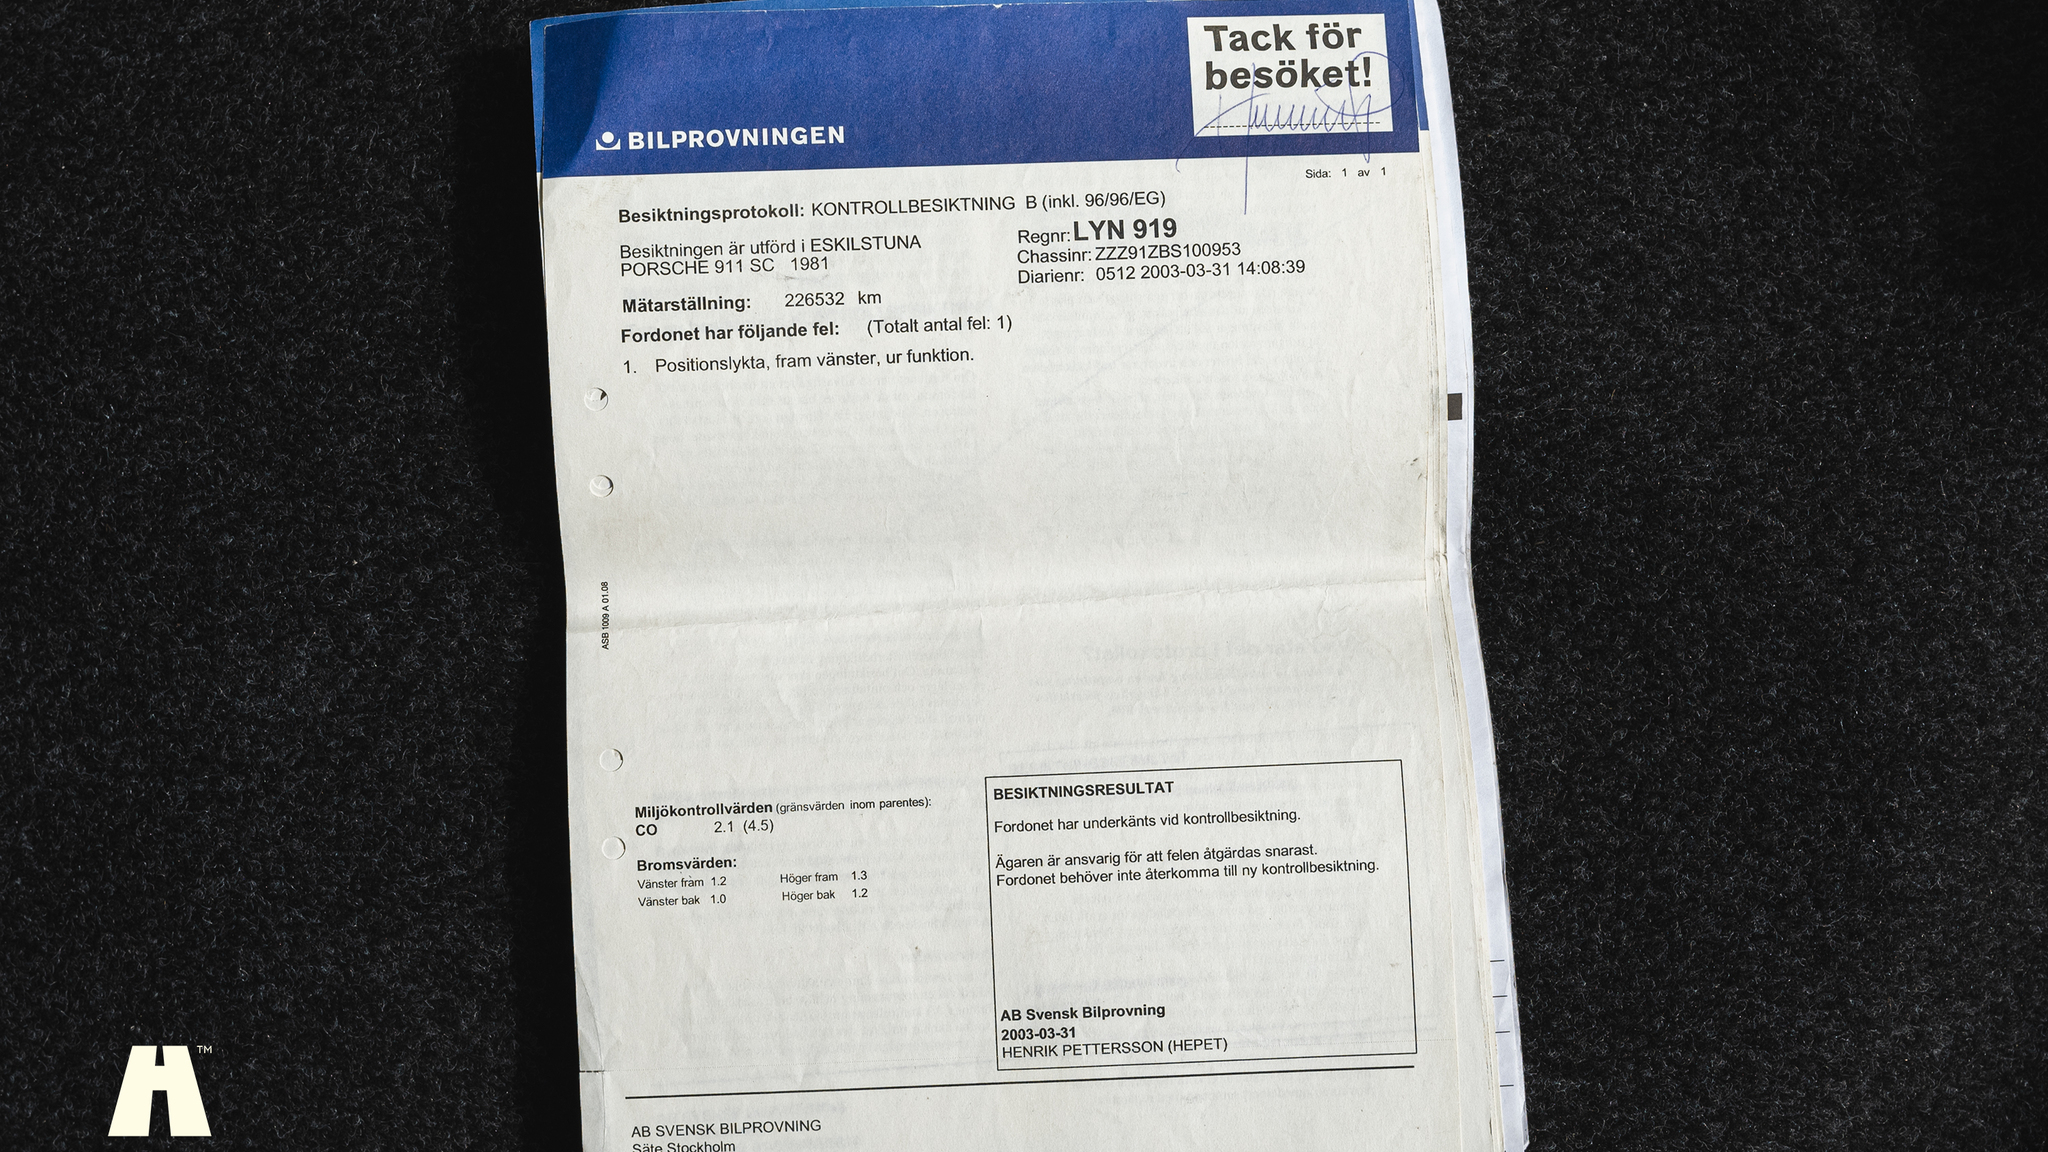 Tack för
besöket!
BILPROVNINGEN
Sida: 1 av 1
Besiktningsprotokoll: KONTROLLBESIKTNING B (inkl. 96/96/EG)
Besiktningen är utförd i ESKILSTUNA
PORSCHE 911 SC 1981
Regnr: LYN 919
Chassinr: ZZZ91ZBS100953
Diarienr: 0512 2003-03-31 14:08:39
Mätarställning: 226532 km
Fordonet har följande fel: (Totalt antal fel: 1)
1. Positionslykta, fram vänster, ur funktion.
ASB 1009 A 01.08
Miljökontrollvärden (gränsvärden inom parentes):
CO 2.1 (4.5)
Bromsvärden:
Vänster fram 1.2 Höger fram 1.3
Vänster bak 1.0 Höger bak 1.2
BESIKTNINGSRESULTAT
Fordonet har underkänts vid kontrollbesiktning.
Ägaren är ansvarig för att felen åtgärdas snarast.
Fordonet behöver inte återkomma till ny kontrollbesiktning.
AB Svensk Bilprovning
2003-03-31
HENRIK PETTERSSON (HEPET)
AB SVENSK BILPROVNING
Säte Stockholm
H™